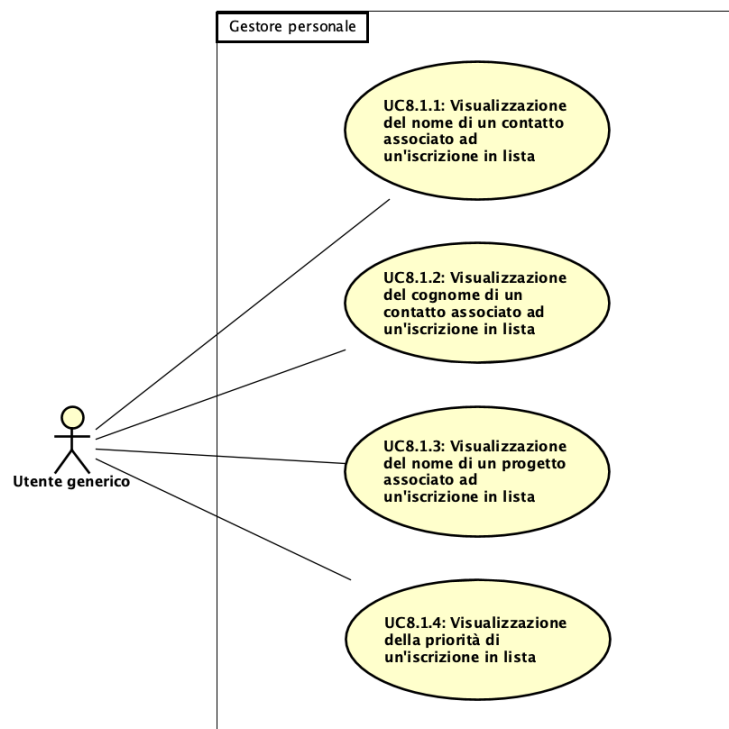 Gestore personale
UC8.1.1: Visualizzazione
del nome di un contatto
associato ad
un'iscrizione in lista
UC8.1.2: Visualizzazione
del cognome di un
contatto associato ad
un'iscrizione in lista
UC8.1.3: Visualizzazione
del nome di un progetto
associato ad
un'iscrizione in lista
Utente generico
UC8.1.4: Visualizzazione
della priorità di
un'iscrizione in lista